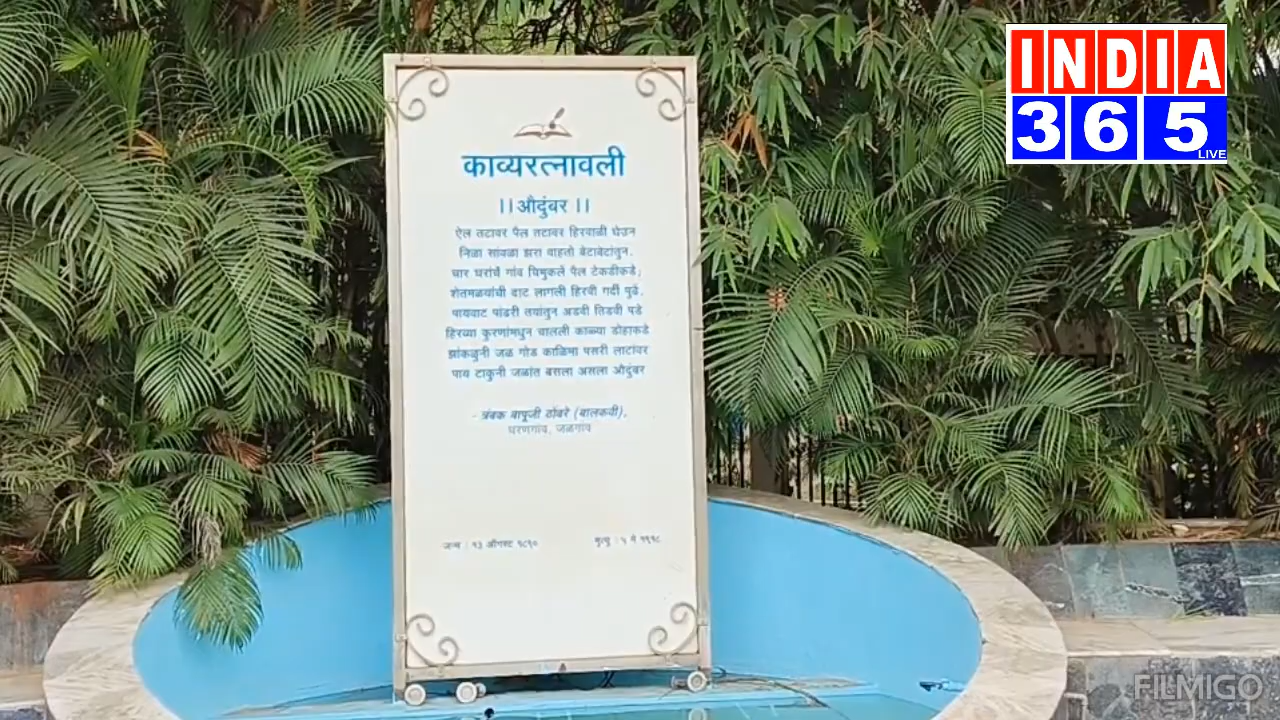 काव्यरत्नावली
।।औदुंबर ।।
ऐल तटावर पैल तटावर हिरवाळी घेउन
निळा सांवळा झरा वाहतो बेटाबेटांतुन.
चार घरांचें गांव चिमुकलें पैल टेकडीकडे;
शेतमळ्यांची दाट लागली हिरवी गर्दी पुढे.
पायवाट पांढरी तयांतुन अडवी तिडवी पडे
हिरव्या कुरणांमधुन चालली काळ्या डोहाकडे
झांकळुनी जळ गोड काळिमा पसरी लाटांवर
पाय टाकुनी जळांत बसला असला औदुंबर
- त्रंबक बापूजी ठोंबरे (बालकवी),
धरणगाव, जळगांव
जन्म : १३ ऑगस्ट १८९०
मृत्यु : ५ मे १९१८
INDIA
365
LIVE
FILMIGO